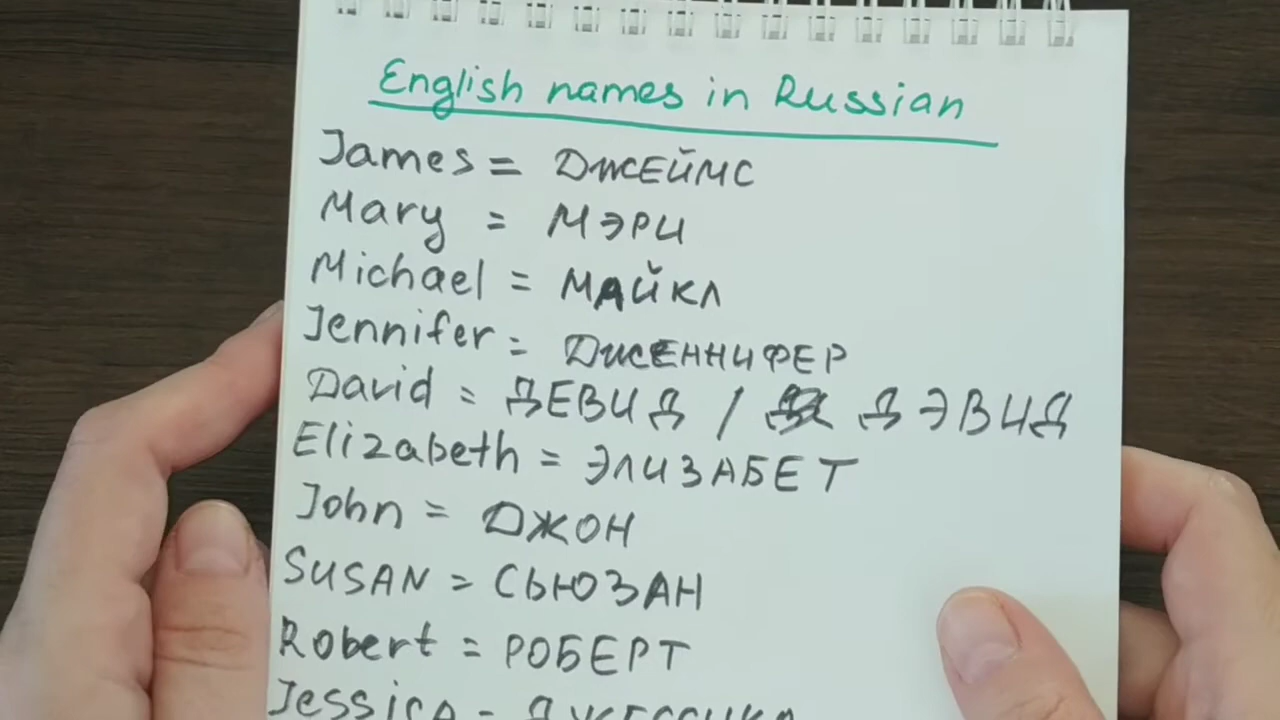 English names in Russian
James = ДЖЕЙМС
Mary = МЭРИ
Michael = МАЙКЛ
Jennifer = ДЖЕННИФЕР
David = ДЕВИД / ДЭВИД
Elizabeth = ЭЛИЗАБЕТ
John = ДЖОН
SUSAN = СЬЮЗАН
Robert = РОБЕРТ
Jessica - ДЖЕССИКА